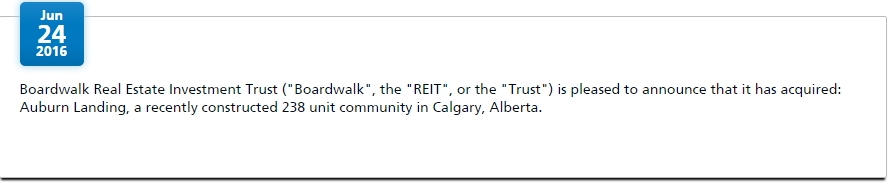 Jun
24
2016
Boardwalk Real Estate Investment Trust ("Boardwalk", the "REIT", or the "Trust") is pleased to announce that it has acquired:
Auburn Landing, a recently constructed 238 unit community in Calgary, Alberta.